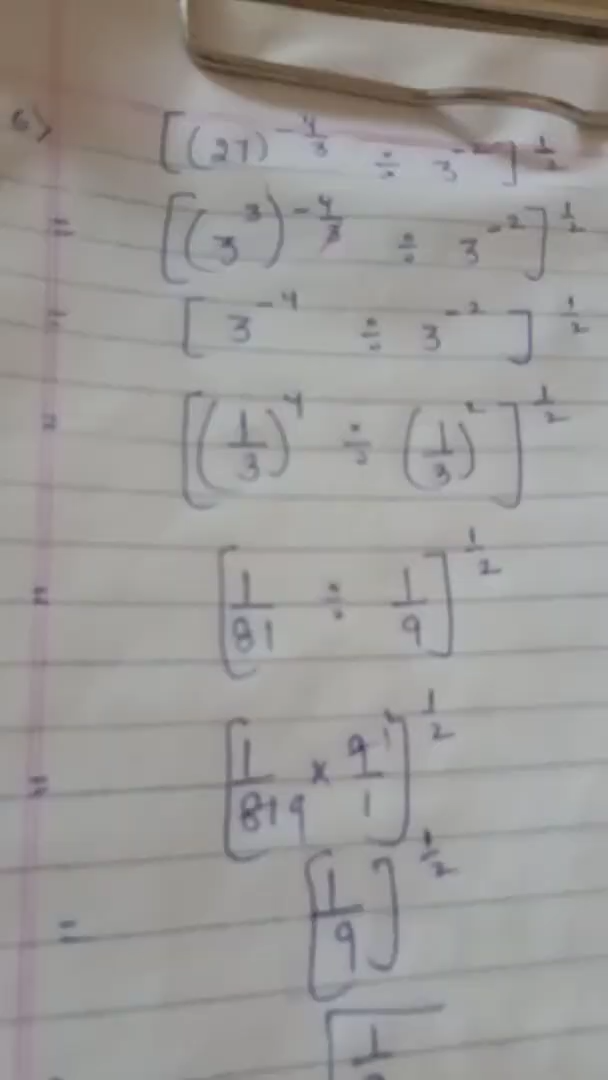 6) [(27)^{-4/3} ÷ 3^{-2}]^{1/2}
= [(3^3)^{-4/3} ÷ 3^{-2}]^{1/2}
= [3^{-4} ÷ 3^{-2}]^{1/2}
= [(1/3)^4 ÷ (1/3)^2]^{1/2}
= [1/81 ÷ 1/9]^{1/2}
= [1/81 9 × 9 1/1]^{1/2}
= [1/9]^{1/2}